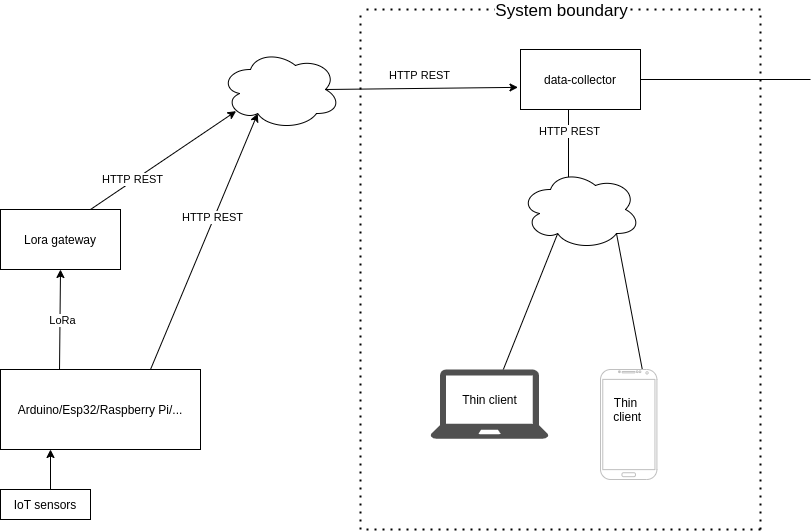 System boundary
HTTP REST
data-collector
HTTP REST
HTTP REST
HTTP REST
Lora gateway
LoRa
Arduino/Esp32/Raspberry Pi/...
Thin client
Thin
client
IoT sensors